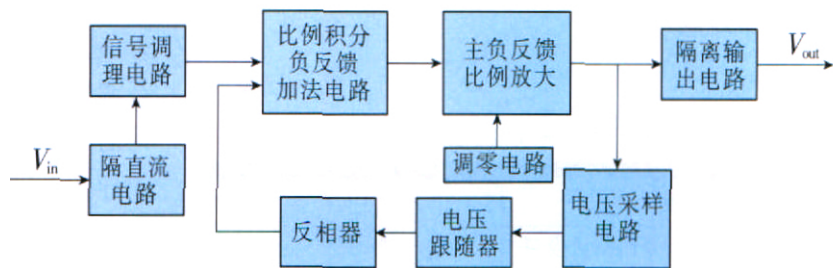 V_in
隔直流
电路
信号调
理电路
比例积分
负反馈
加法电路
主负反馈
比例放大
调零电路
隔离输
出电路
V_out
电压采样
电路
电压
跟随器
反相器